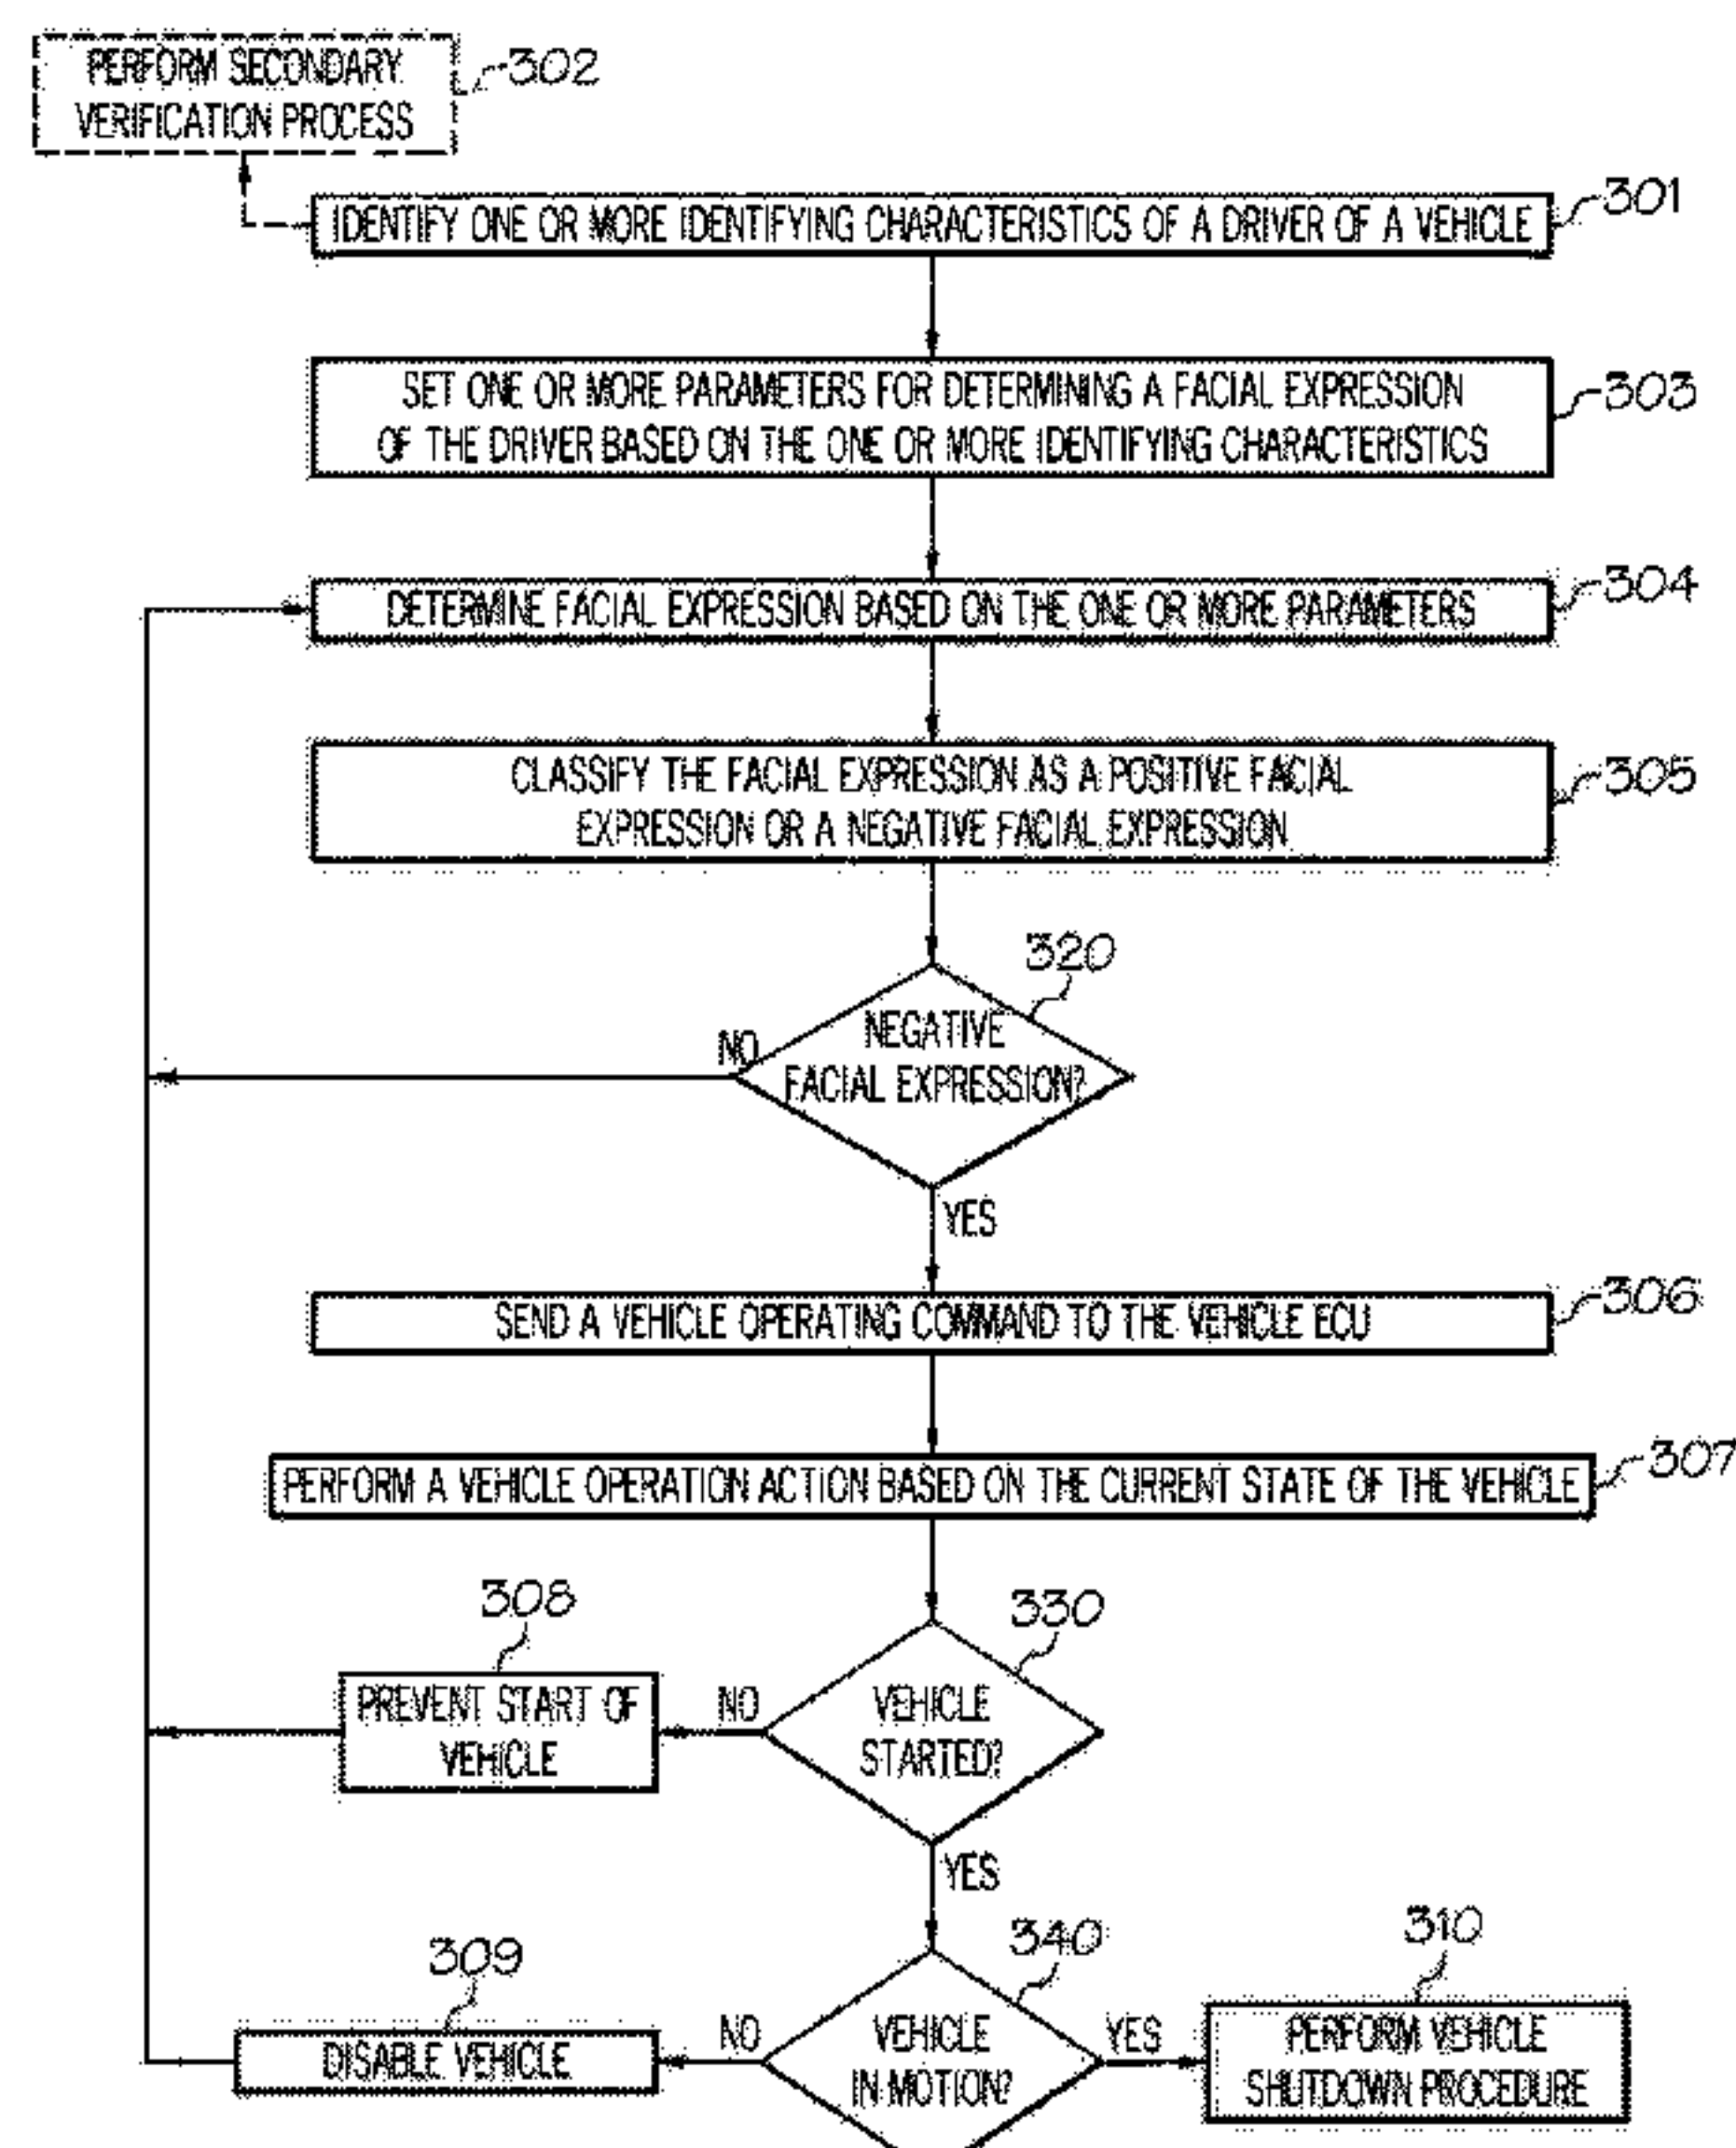 PERFORM SECONDARY
VERIFICATION PROCESS
302
IDENTIFY ONE OR MORE IDENTIFYING CHARACTERISTICS OF A DRIVER OF A VEHICLE
301
SET ONE OR MORE PARAMETERS FOR DETERMINING A FACIAL EXPRESSION
OF THE DRIVER BASED ON THE ONE OR MORE IDENTIFYING CHARACTERISTICS
303
DETERMINE FACIAL EXPRESSION BASED ON THE ONE OR MORE PARAMETERS
304
CLASSIFY THE FACIAL EXPRESSION AS A POSITIVE FACIAL
EXPRESSION OR A NEGATIVE FACIAL EXPRESSION
305
320
NEGATIVE
FACIAL EXPRESSION?
NO
YES
SEND A VEHICLE OPERATING COMMAND TO THE VEHICLE ECU
306
PERFORM A VEHICLE OPERATION ACTION BASED ON THE CURRENT STATE OF THE VEHICLE
307
308
PREVENT START OF
VEHICLE
NO
330
VEHICLE
STARTED?
YES
309
DISABLE VEHICLE
NO
340
VEHICLE
IN MOTION?
YES
310
PERFORM VEHICLE
SHUTDOWN PROCEDURE